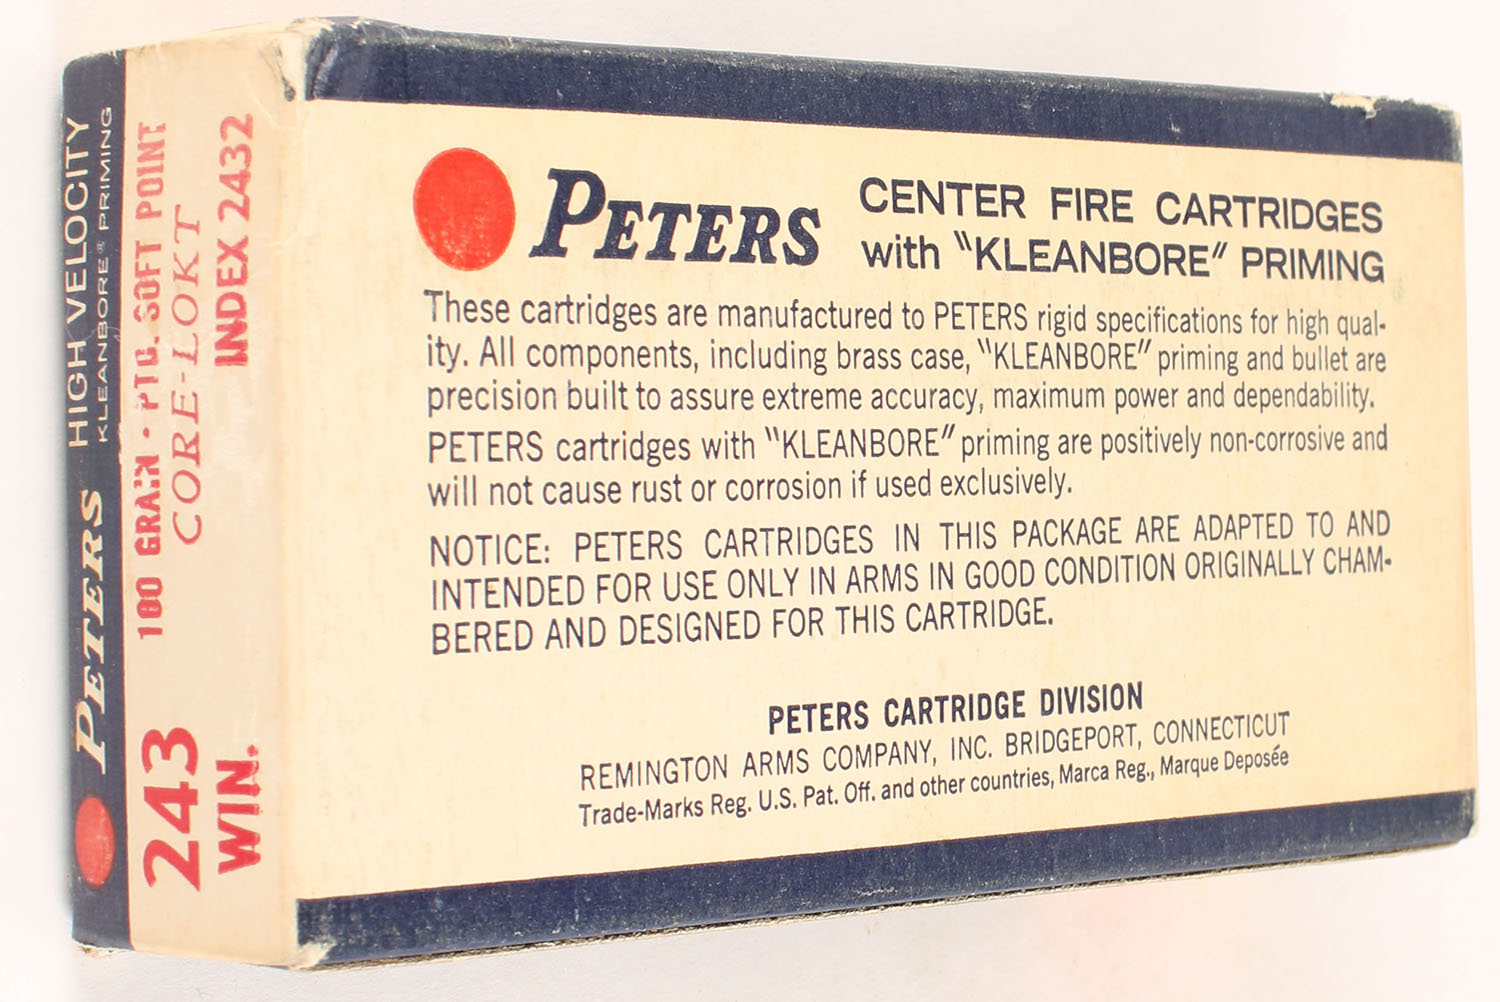 PETERS HIGH VELOCITY
KLEANBORE® PRIMING
243
WIN.
100 GRAIN • PTD. SOFT POINT
CORE-LOKT
INDEX 2432
PETERS
CENTER FIRE CARTRIDGES
with "KLEANBORE" PRIMING
These cartridges are manufactured to PETERS rigid specifications for high qual-
ity. All components, including brass case, "KLEANBORE" priming and bullet are
precision built to assure extreme accuracy, maximum power and dependability.
PETERS cartridges with "KLEANBORE" priming are positively non-corrosive and
will not cause rust or corrosion if used exclusively.
NOTICE: PETERS CARTRIDGES IN THIS PACKAGE ARE ADAPTED TO AND
INTENDED FOR USE ONLY IN ARMS IN GOOD CONDITION ORIGINALLY CHAM-
BERED AND DESIGNED FOR THIS CARTRIDGE.
PETERS CARTRIDGE DIVISION
REMINGTON ARMS COMPANY, INC. BRIDGEPORT, CONNECTICUT
Trade-Marks Reg. U.S. Pat. Off. and other countries, Marca Reg., Marque Deposée